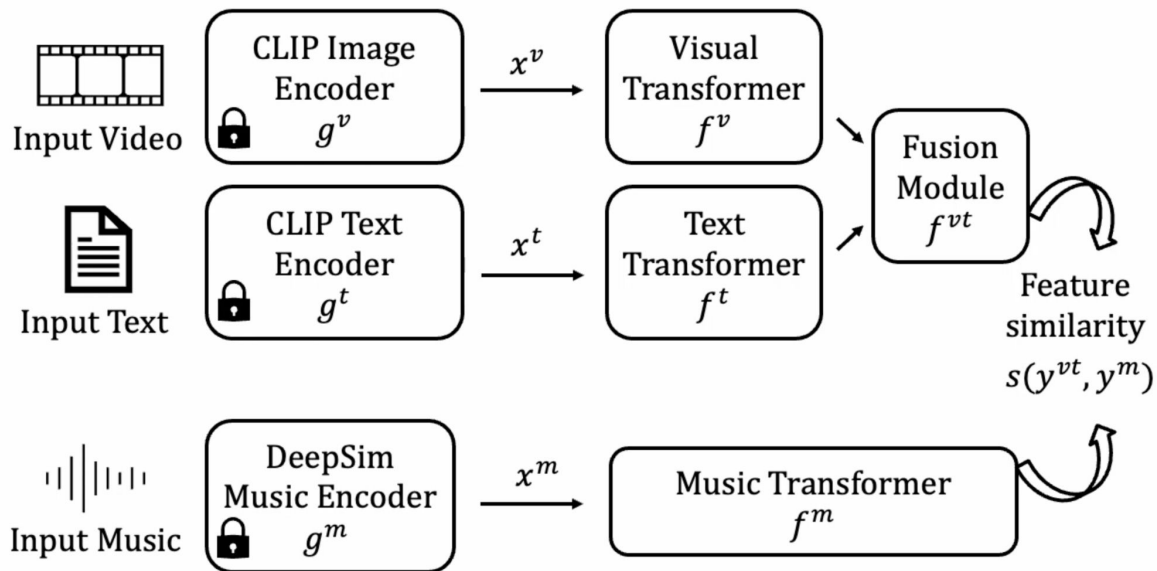 Input Video
CLIP Image
Encoder
g^v
x^v
Visual
Transformer
f^v
Input Text
CLIP Text
Encoder
g^t
x^t
Text
Transformer
f^t
Fusion
Module
f^{vt}
Feature
similarity
s(y^{vt}, y^m)
Input Music
DeepSim
Music Encoder
g^m
x^m
Music Transformer
f^m